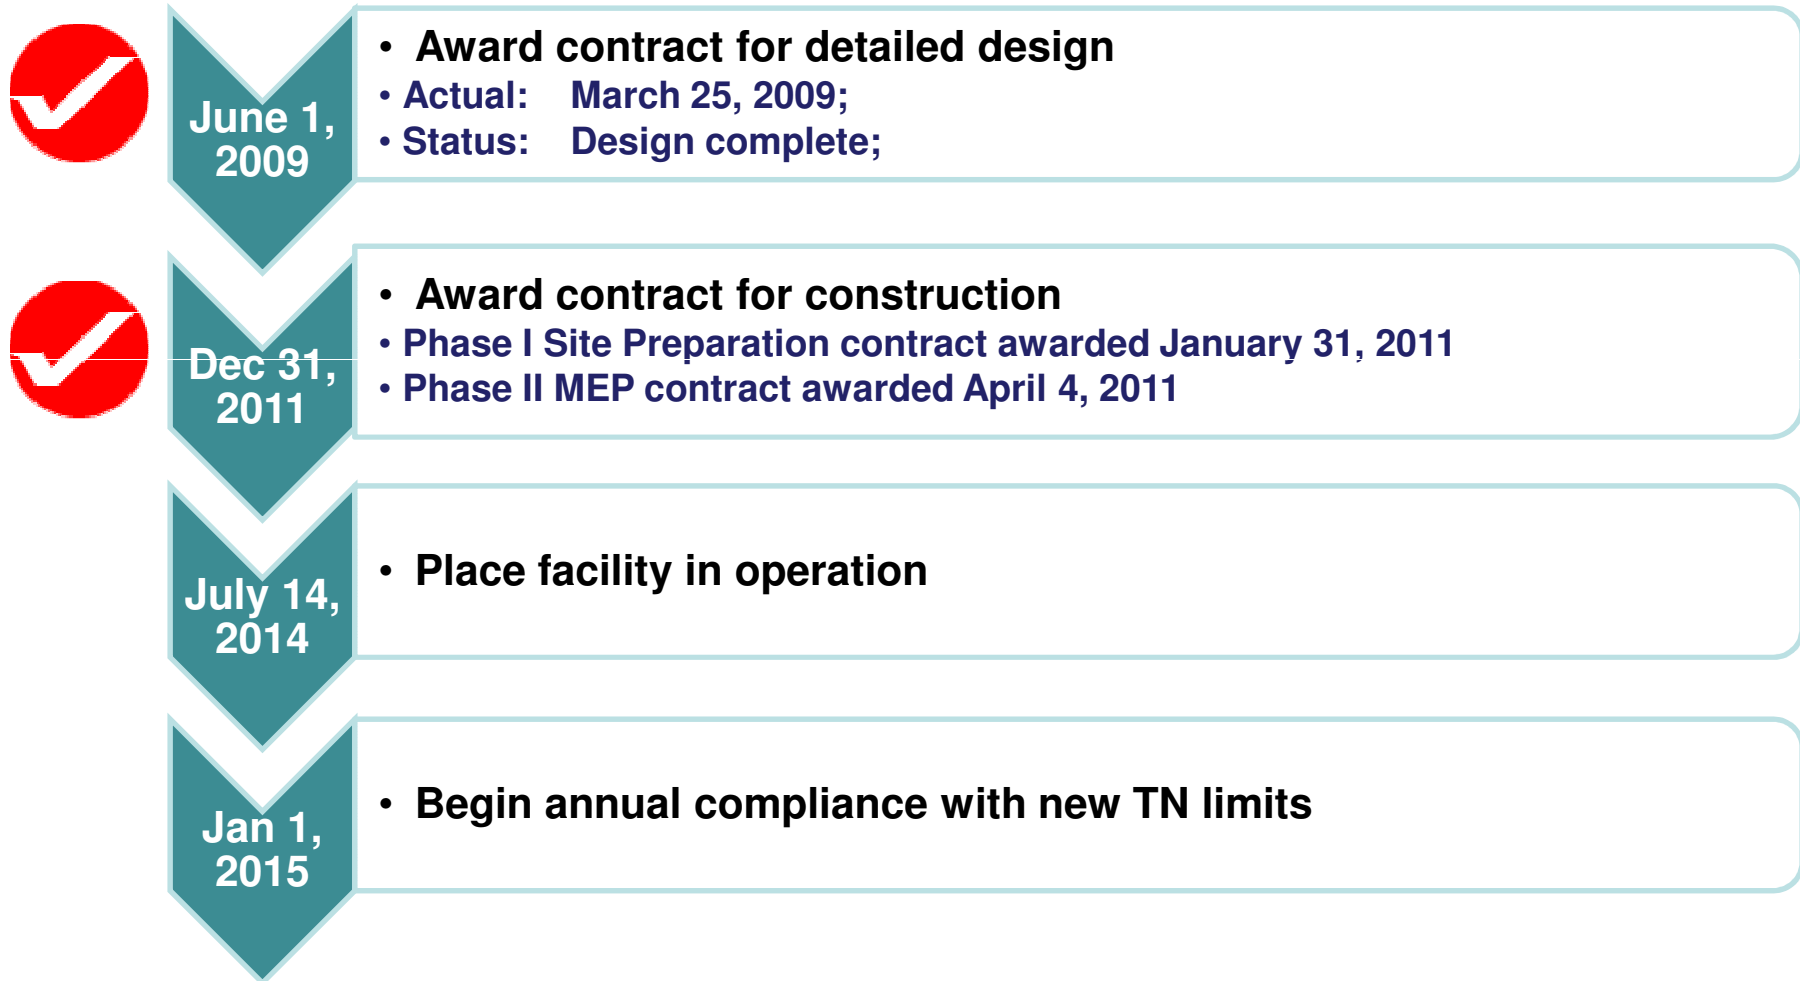 June 1,
2009
• Award contract for detailed design
• Actual: March 25, 2009;
• Status: Design complete;
Dec 31,
2011
• Award contract for construction
• Phase I Site Preparation contract awarded January 31, 2011
• Phase II MEP contract awarded April 4, 2011
July 14,
2014
• Place facility in operation
Jan 1,
2015
• Begin annual compliance with new TN limits